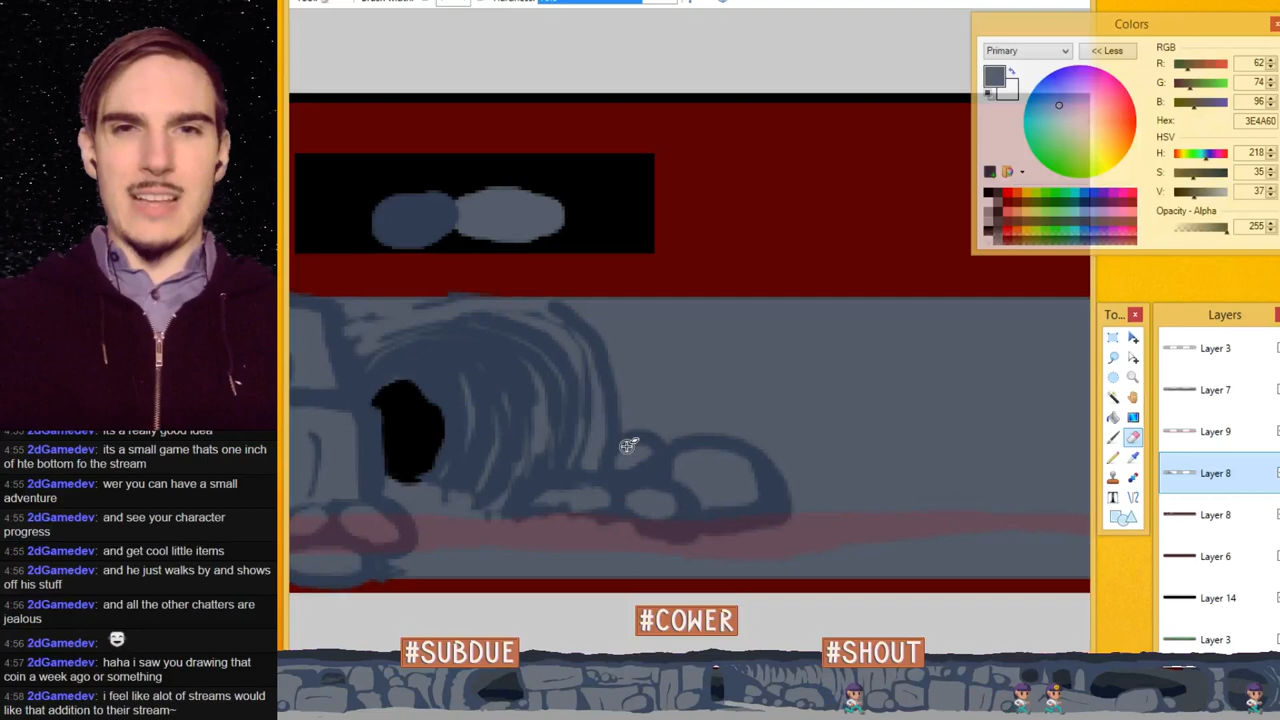 Colors
Primary
<< Less
RGB
R: 62
G: 74
B: 96
Hex: 3E4A60
HSV
H: 218
S: 35
V: 37
Opacity - Alpha
255
To...
Layers
Layer 3
Layer 7
Layer 9
Layer 8
Layer 8
Layer 6
Layer 14
Layer 3
4:55 2dGamedev: its a really good idea
4:55 2dGamedev: its a small game thats one inch
of hte bottom fo the stream
4:55 2dGamedev: wer you can have a small
adventure
4:55 2dGamedev: and see your character
progress
4:55 2dGamedev: and get cool little items
4:56 2dGamedev: and he just walks by and shows
off his stuff
4:56 2dGamedev: and all the other chatters are
jealous
4:56 2dGamedev:
4:57 2dGamedev: haha i saw you drawing that
coin a week ago or something
4:58 2dGamedev: i feel like alot of streams would
like that addition to their stream~
#COWER
#SUBDUE
#SHOUT